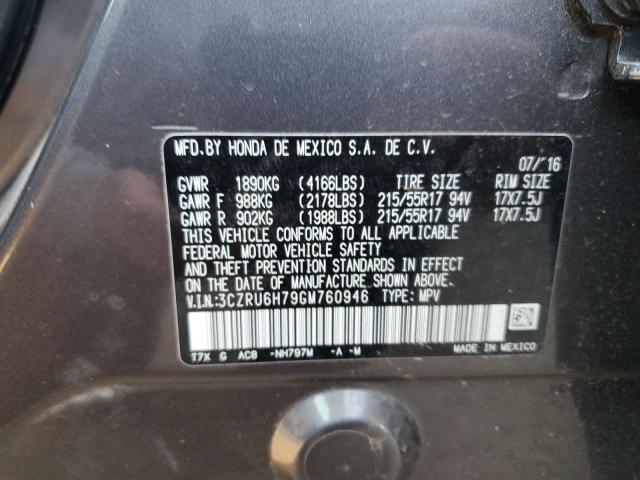 MFD.BY HONDA DE MEXICO S.A. DE C.V.
07/'16
GVWR 1890KG (4166LBS) TIRE SIZE RIM SIZE
GAWR F 988KG (2178LBS) 215/55R17 94V 17X7.5J
GAWR R 902KG (1988LBS) 215/55R17 94V 17X7.5J
THIS VEHICLE CONFORMS TO ALL APPLICABLE
FEDERAL MOTOR VEHICLE SAFETY
AND THEFT PREVENTION STANDARDS IN EFFECT
ON THE DATE OF MANUFACTURE SHOWN ABOVE.
V.I.N:3CZRU6H79GM760946 TYPE: MPV
T7X G AC8 -NH797M -A -M MADE IN MEXICO